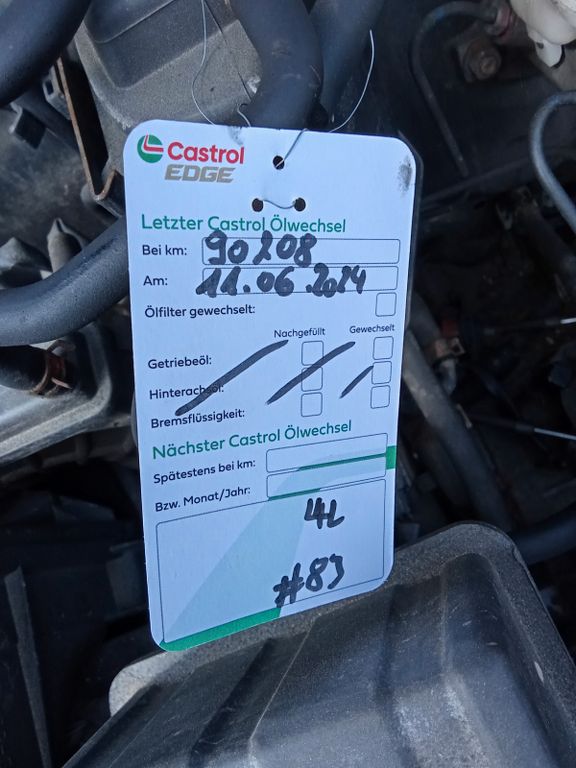 Castrol
EDGE
Letzter Castrol Ölwechsel
Bei km: 90208
Am: 11.06.2024
Ölfilter gewechselt:
Nachgefüllt Gewechselt
Getriebeöl:
Hinterachsöl:
Bremsflüssigkeit:
Nächster Castrol Ölwechsel
Spätestens bei km:
Bzw. Monat/Jahr:
4L
#83